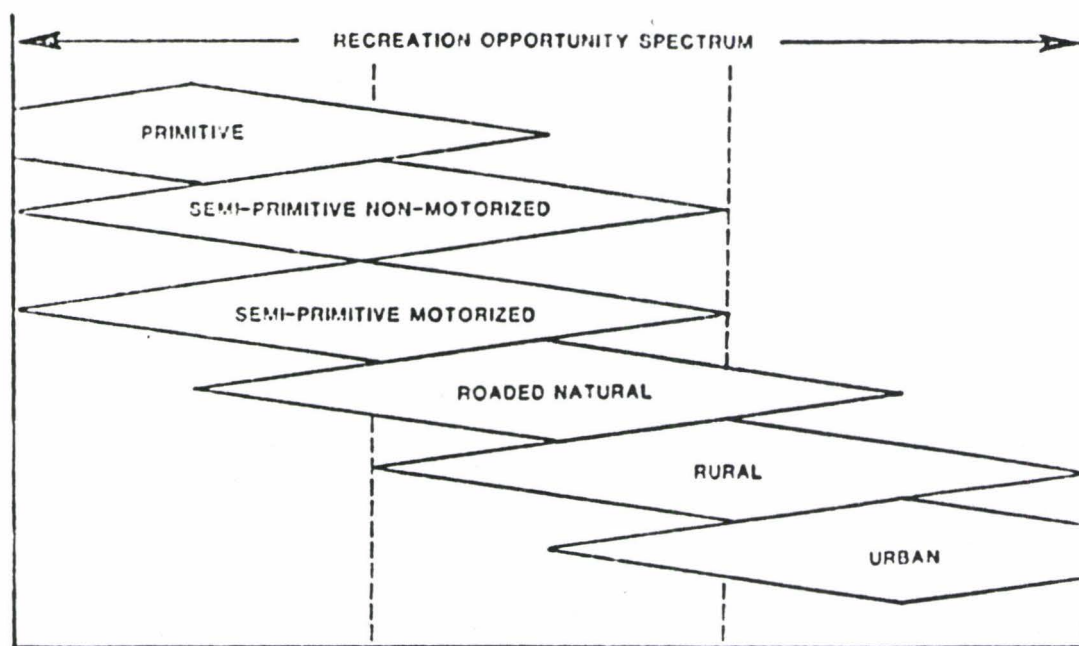 RECREATION OPPORTUNITY SPECTRUM
PRIMITIVE
SEMI-PRIMITIVE NON-MOTORIZED
SEMI-PRIMITIVE MOTORIZED
ROADED NATURAL
RURAL
URBAN